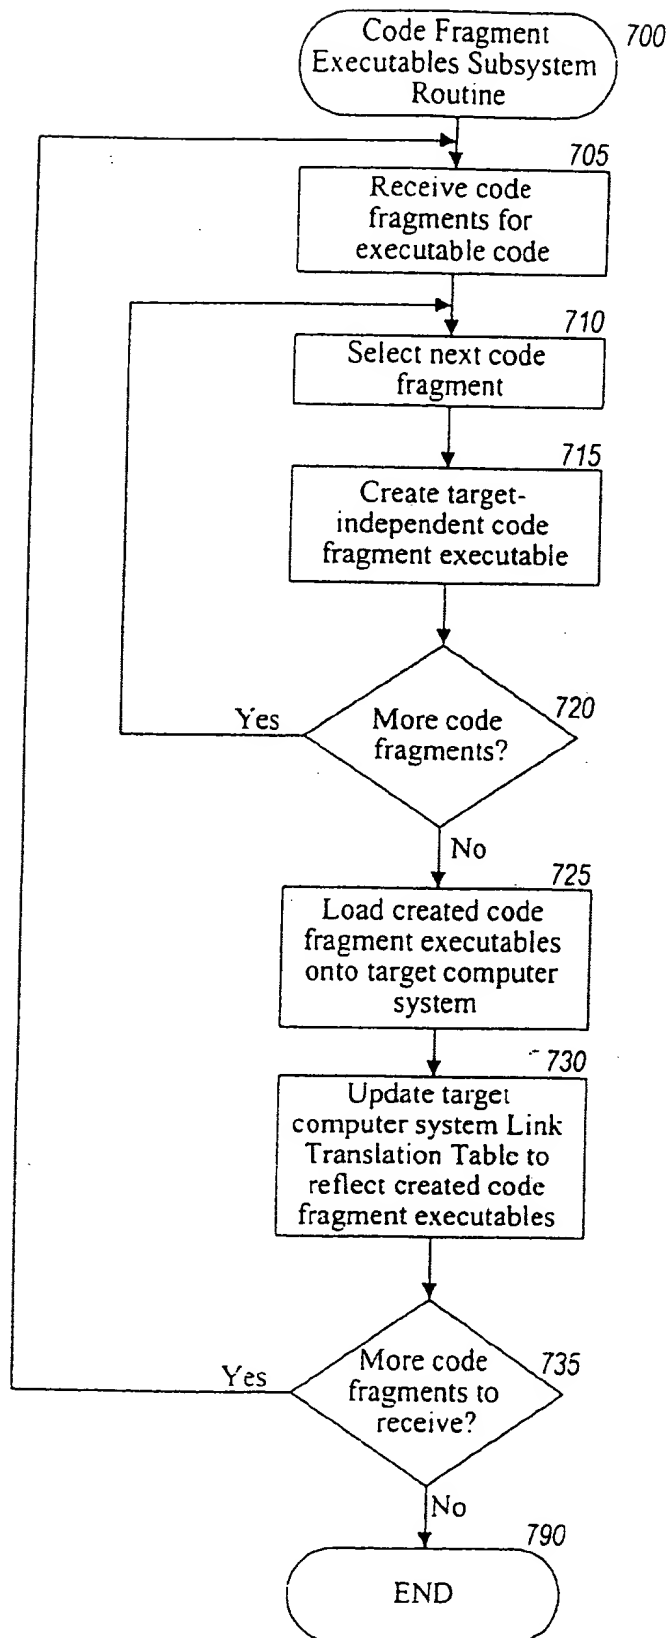 Code Fragment
Executables Subsystem
Routine
700
705
Receive code
fragments for
executable code
710
Select next code
fragment
715
Create target-
independent code
fragment executable
720
More code
fragments?
Yes
No
725
Load created code
fragment executables
onto target computer
system
730
Update target
computer system Link
Translation Table to
reflect created code
fragment executables
735
More code
fragments to
receive?
Yes
No
790
END